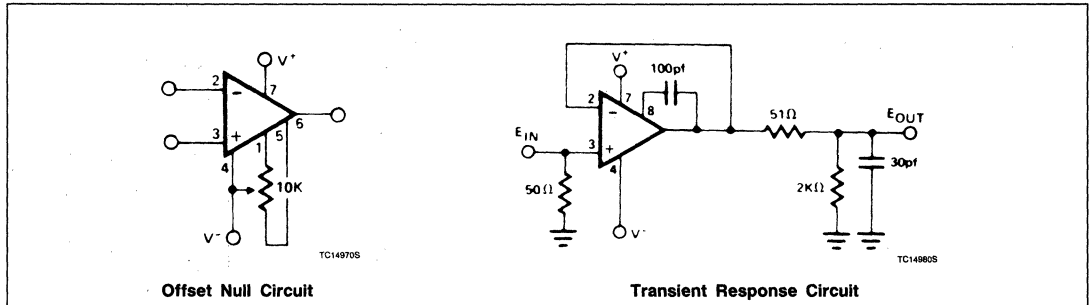 V+
2
7
-
6
3
+
5
1
4
10K
V-
TC14970S
Offset Null Circuit
V+
100pf
2
7
8
-
51Ω
EOUT
EIN
3
+
4
30pf
50Ω
2KΩ
V-
TC14980S
Transient Response Circuit